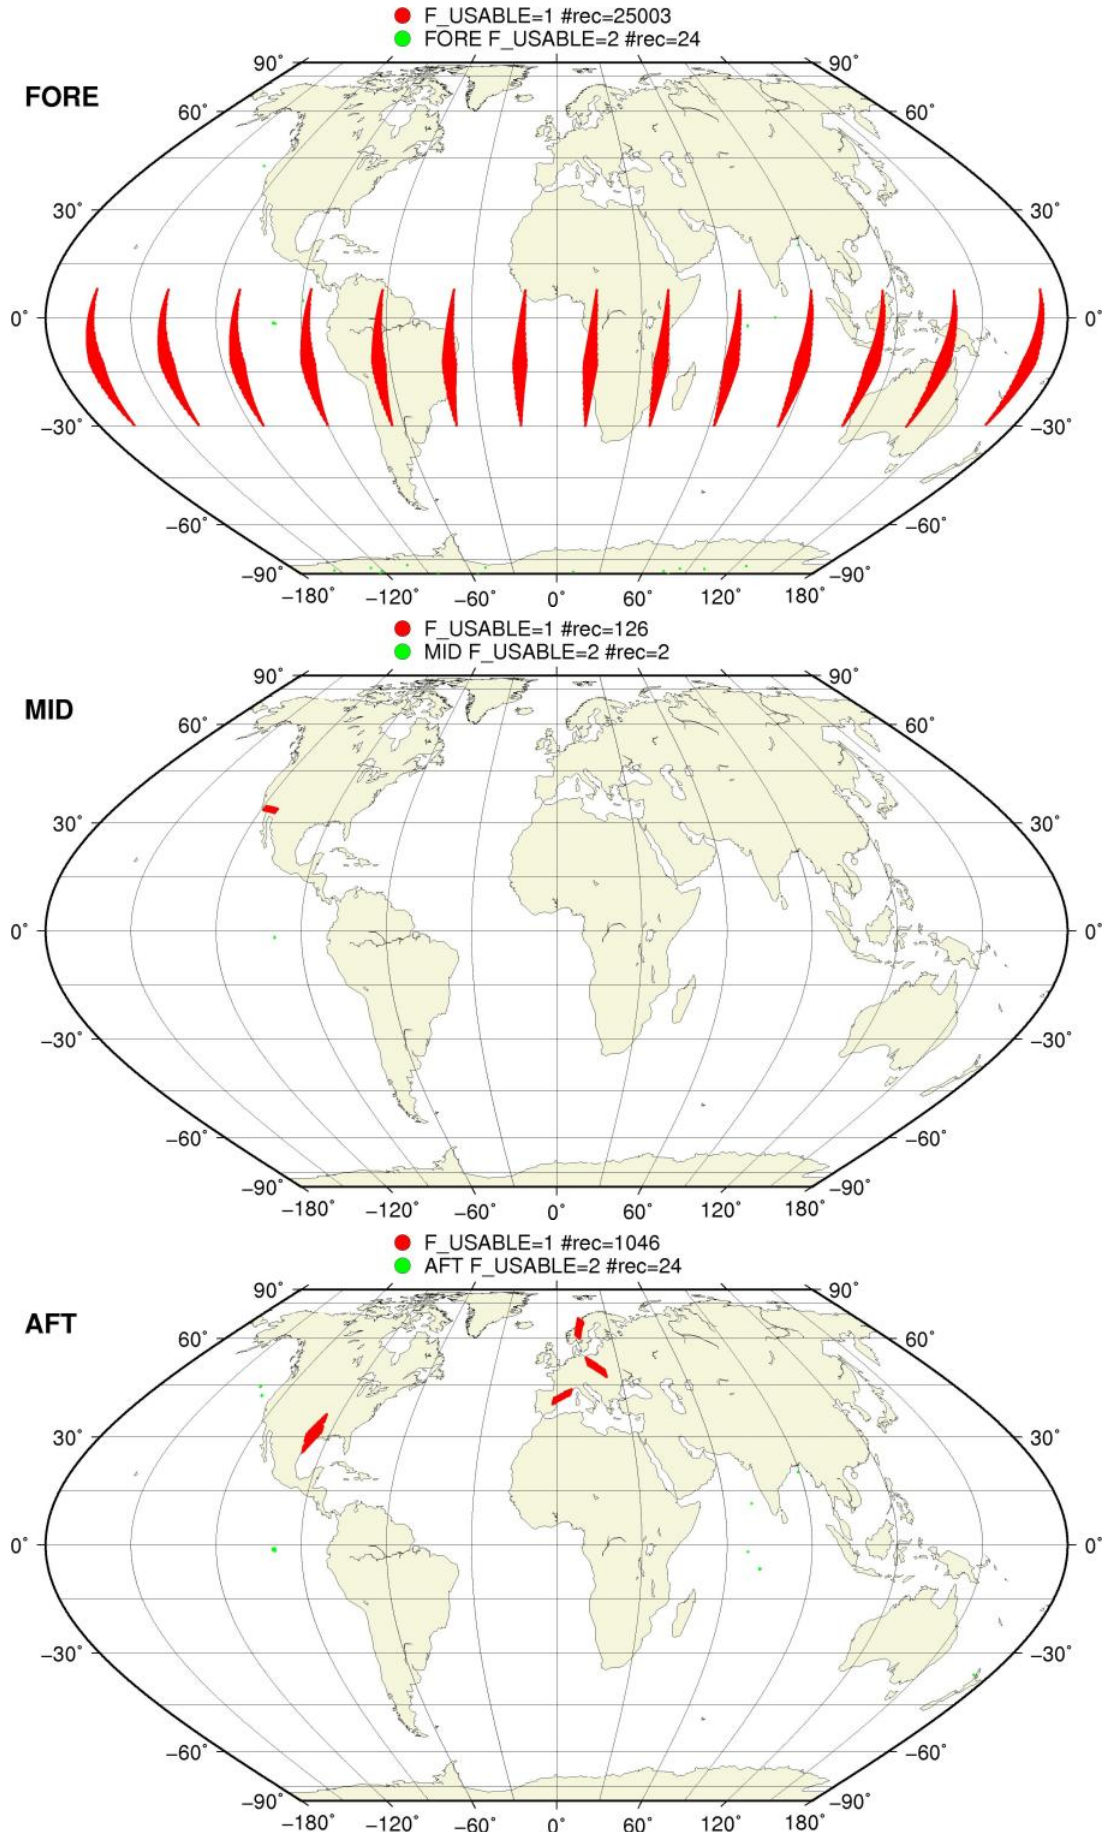 F_USABLE=1 #rec=25003
FORE F_USABLE=2 #rec=24
FORE
90° 90°
60° 60°
30° 30°
0° 0°
−30° −30°
−60° −60°
−90° −90°
−180° −120° −60° 0° 60° 120° 180°
F_USABLE=1 #rec=126
MID F_USABLE=2 #rec=2
MID
90° 90°
60° 60°
30° 30°
0° 0°
−30° −30°
−60° −60°
−90° −90°
−180° −120° −60° 0° 60° 120° 180°
F_USABLE=1 #rec=1046
AFT F_USABLE=2 #rec=24
AFT
90° 90°
60° 60°
30° 30°
0° 0°
−30° −30°
−60° −60°
−90° −90°
−180° −120° −60° 0° 60° 120° 180°